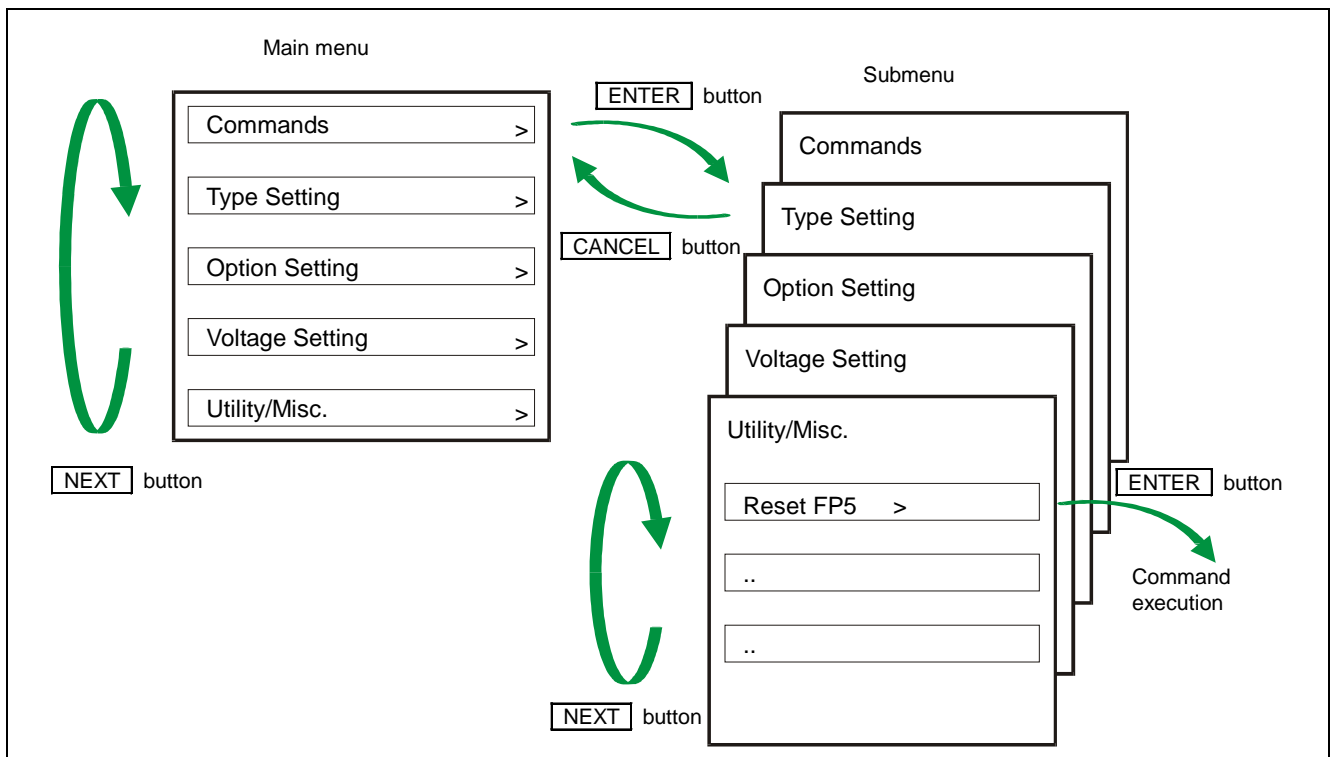 Main menu
Commands >
Type Setting >
Option Setting >
Voltage Setting >
Utility/Misc. >
NEXT button
ENTER button
CANCEL button
Submenu
Commands
Type Setting
Option Setting
Voltage Setting
Utility/Misc.
Reset FP5 >
..
..
NEXT button
ENTER button
Command
execution